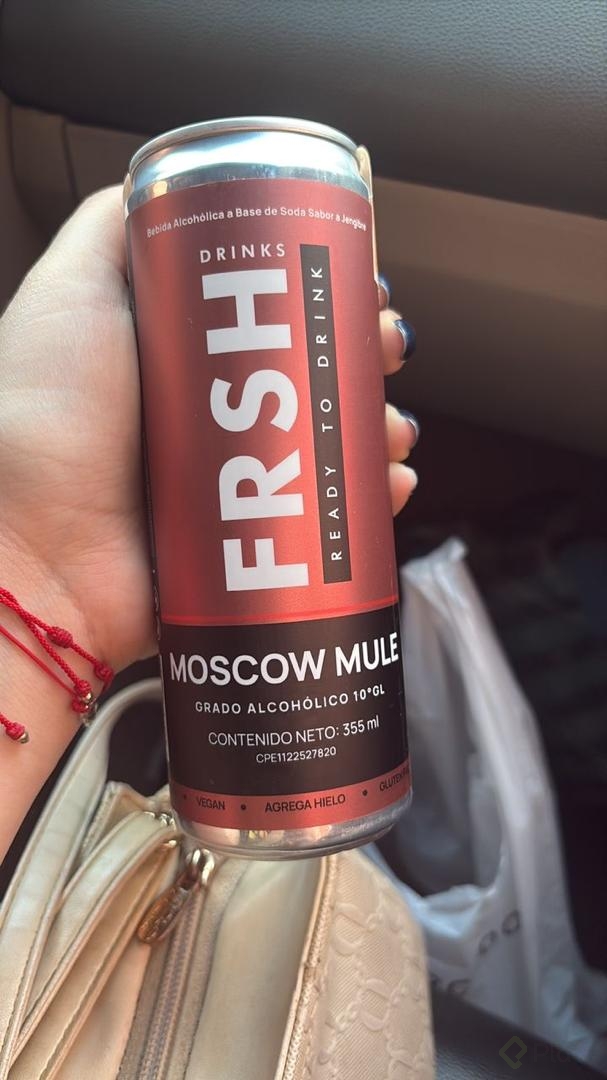 Bebida Alcohólica a Base de Soda Sabor a Jengibre
DRINKS
FRSH
READY TO DRINK
MOSCOW MULE
GRADO ALCOHÓLICO 10°GL
CONTENIDO NETO: 355 ml
CPE1122527820
• VEGAN • AGREGA HIELO •